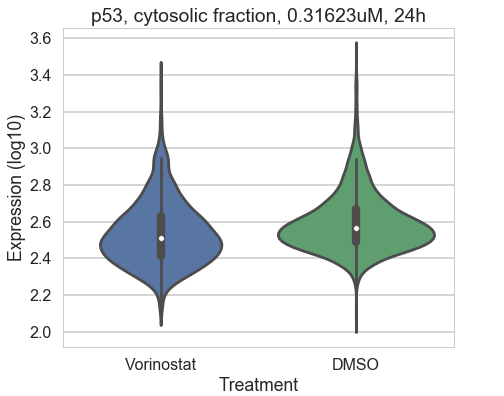 p53, cytosolic fraction, 0.31623uM, 24h
3.6
3.4
3.2
3.0
2.8
2.6
2.4
2.2
2.0
Expression (log10)
Vorinostat DMSO
Treatment